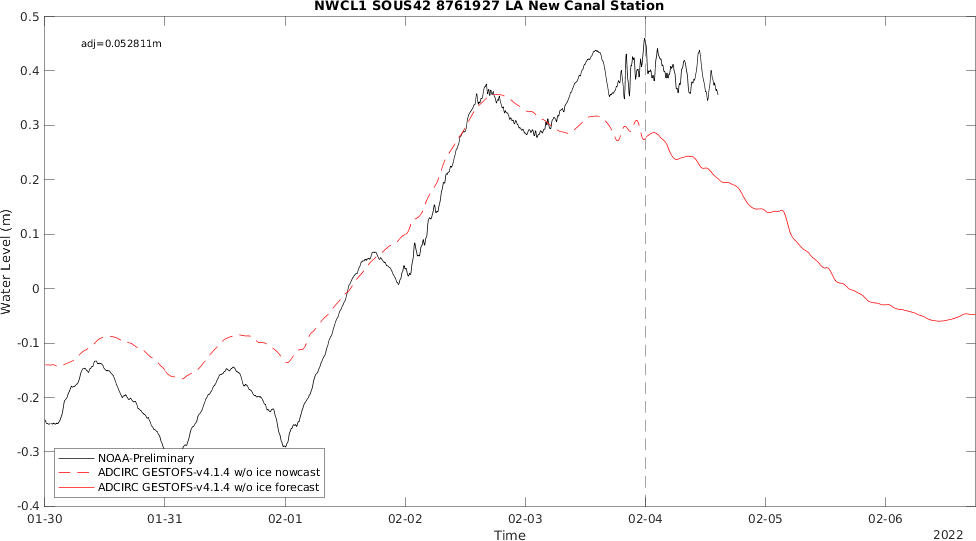 NWCL1 SOUS42 8761927 LA New Canal Station
adj=0.052811m
0.5
0.4
0.3
0.2
0.1
0
-0.1
-0.2
-0.3
-0.4
Water Level (m)
NOAA-Preliminary
ADCIRC GESTOFS-v4.1.4 w/o ice nowcast
ADCIRC GESTOFS-v4.1.4 w/o ice forecast
01-30 01-31 02-01 02-02 02-03 02-04 02-05 02-06
Time
2022